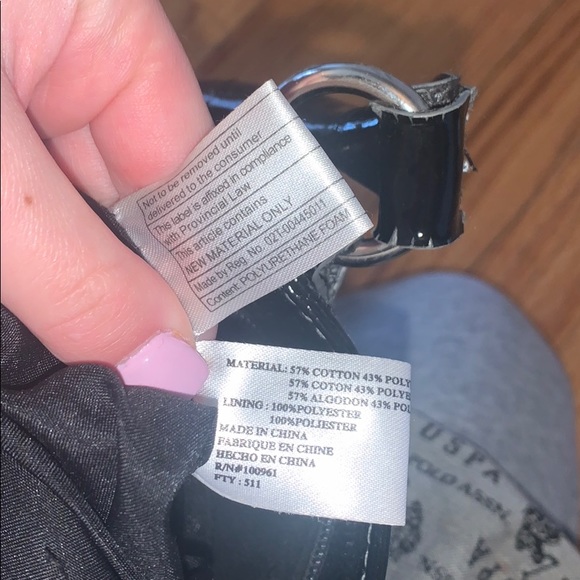 Not to be removed until
delivered to the consumer
This label is affixed in compliance
with Provincial Law
This article contains
NEW MATERIAL ONLY
Made by Reg. No. 02T-00445011
Content: POLYURETHANE FOAM
MATERIAL: 57% COTTON 43% POLY
57% COTON 43% POLYE
57% ALGODON 43% POL
LINING : 100%POLYESTER
100%POLIESTER
MADE IN CHINA
FABRIQUE EN CHINE
HECHO EN CHINA
R/N#100961
FTY : 511
USPA
POLO ASSN.
PA
SSN